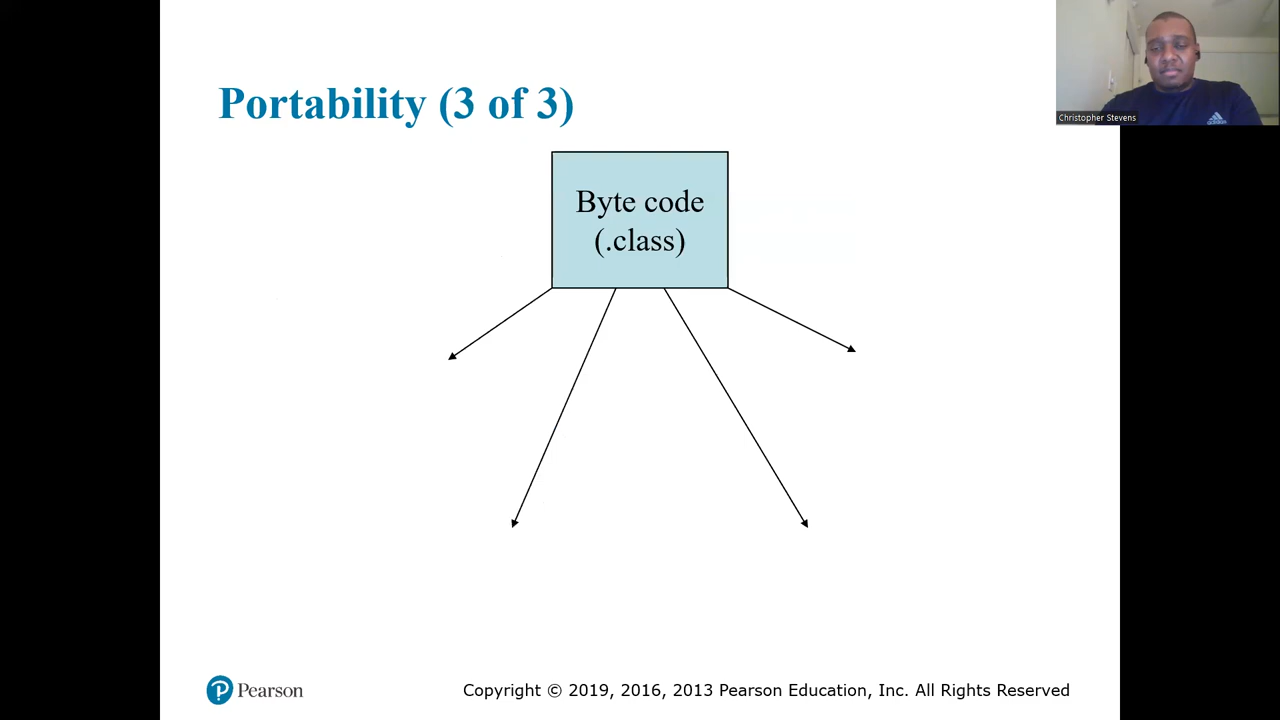 Portability (3 of 3)
Christopher Stevens
adidas
Byte code
(.class)
P Pearson
Copyright © 2019, 2016, 2013 Pearson Education, Inc. All Rights Reserved